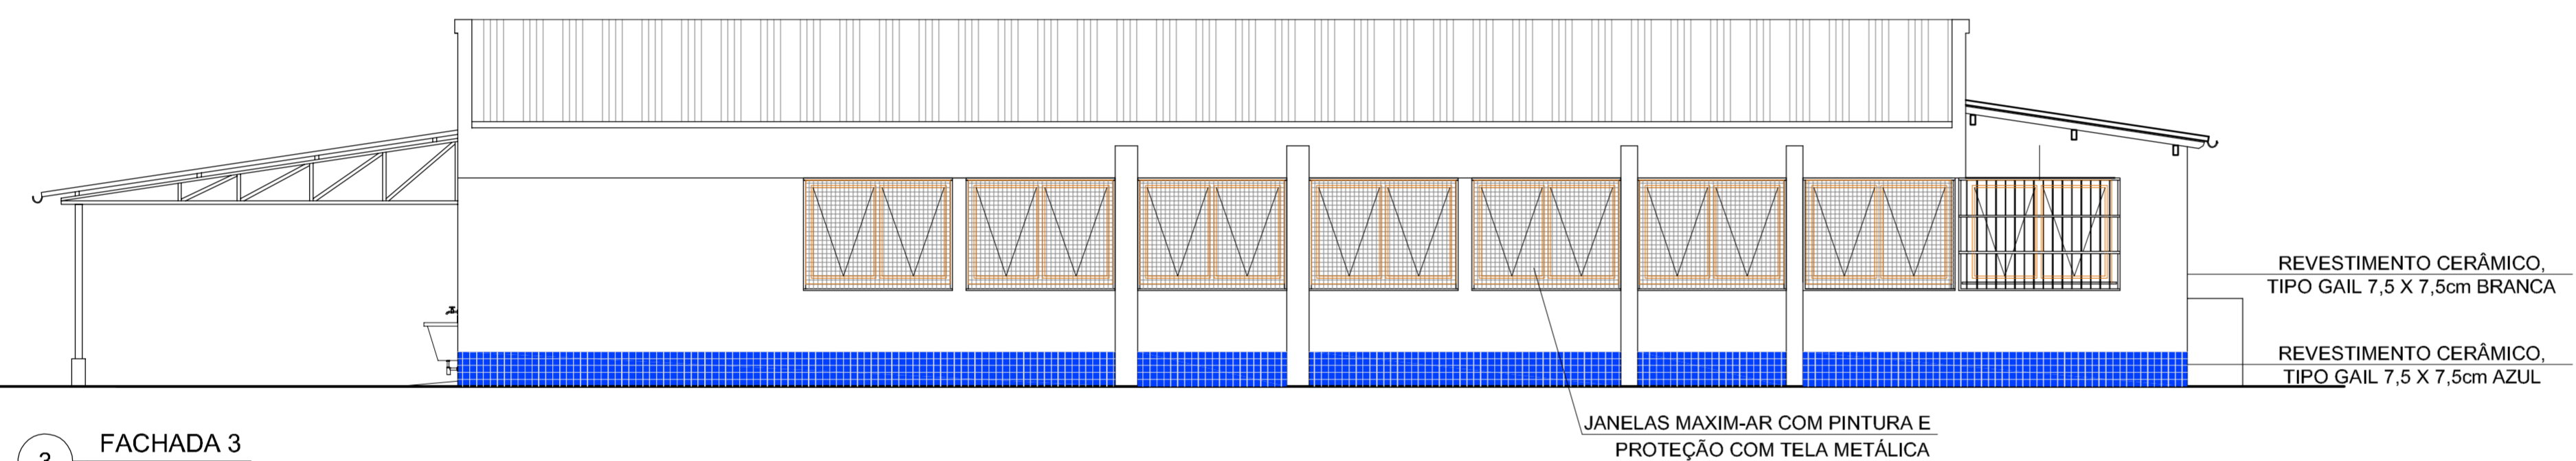 REVESTIMENTO CERÂMICO,
TIPO GAIL 7,5 X 7,5cm BRANCA
REVESTIMENTO CERÂMICO,
TIPO GAIL 7,5 X 7,5cm AZUL
JANELAS MAXIM-AR COM PINTURA E
PROTEÇÃO COM TELA METÁLICA
3
FACHADA 3